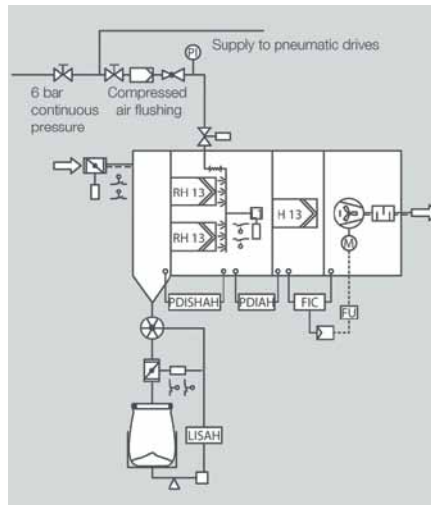 PI
Supply to pneumatic drives
6 bar
continuous
pressure
Compressed
air flushing
RH 13
RH 13
H 13
M
PDISHAH
PDIAH
FIC
FU
LISAH